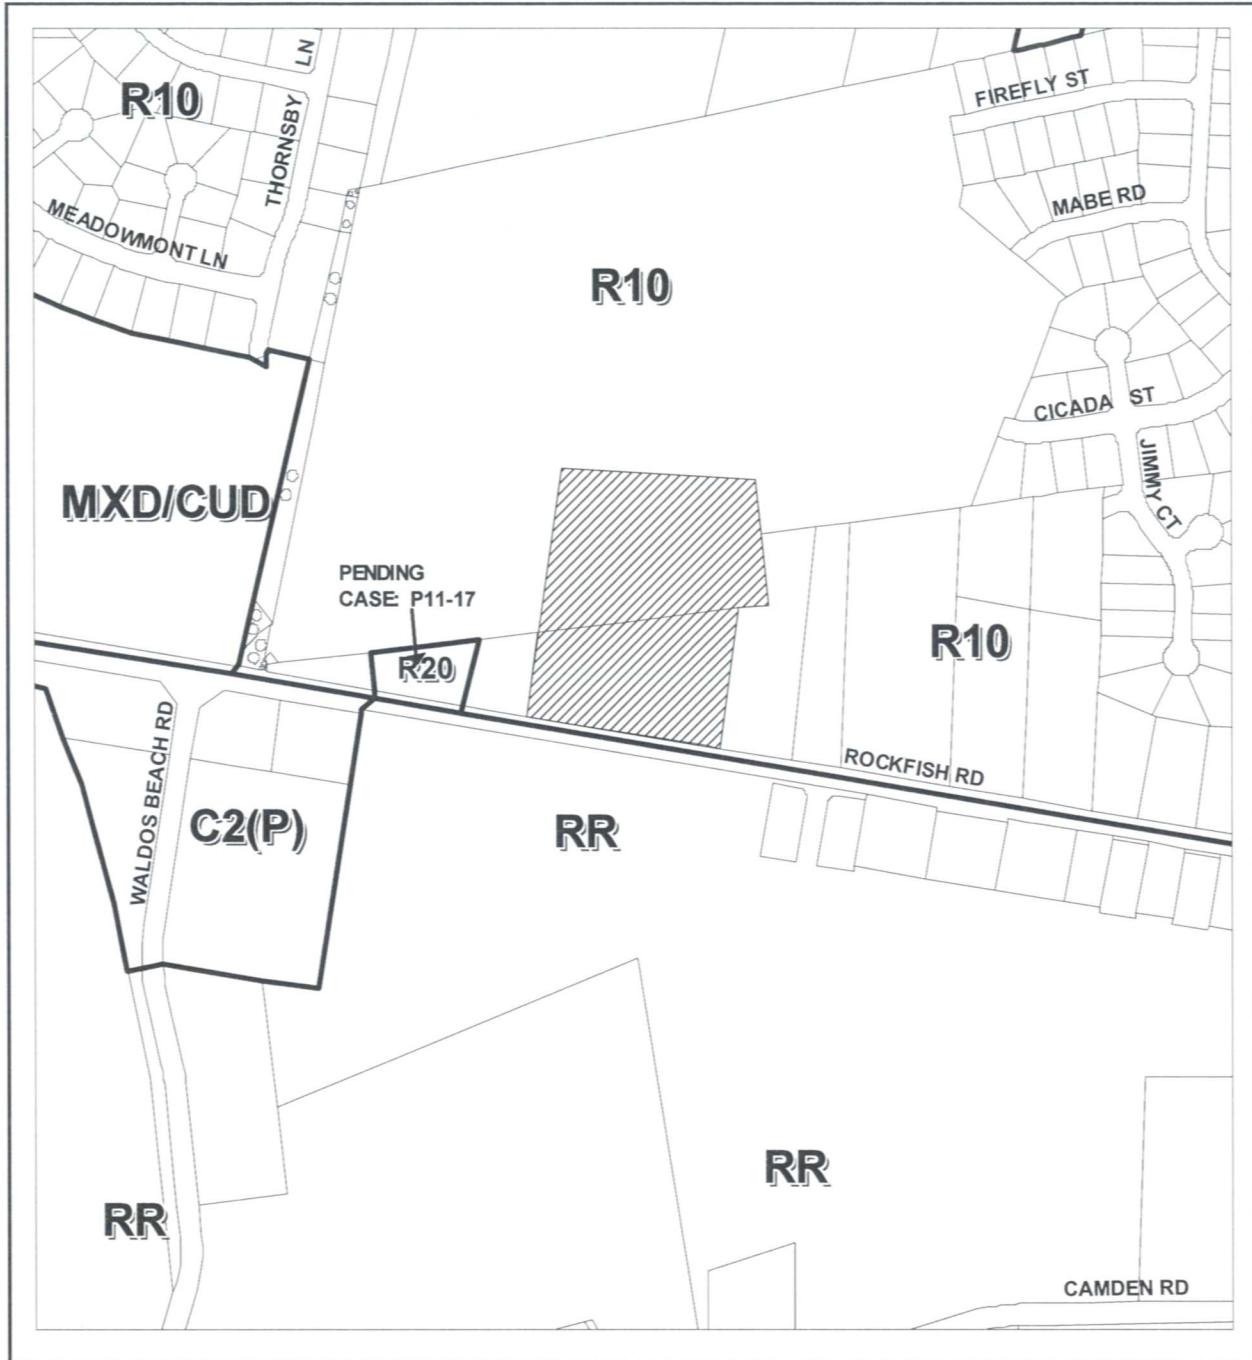 R10
THORNSBY LN
MEADOWMONT LN
FIREFLY ST
MABE RD
R10
CICADA ST
JIMMY CT
MXD/CUD
PENDING
CASE: P11-17
R20
R10
ROCKFISH RD
WALDOS BEACH RD
C2(P)
RR
RR
RR
CAMDEN RD